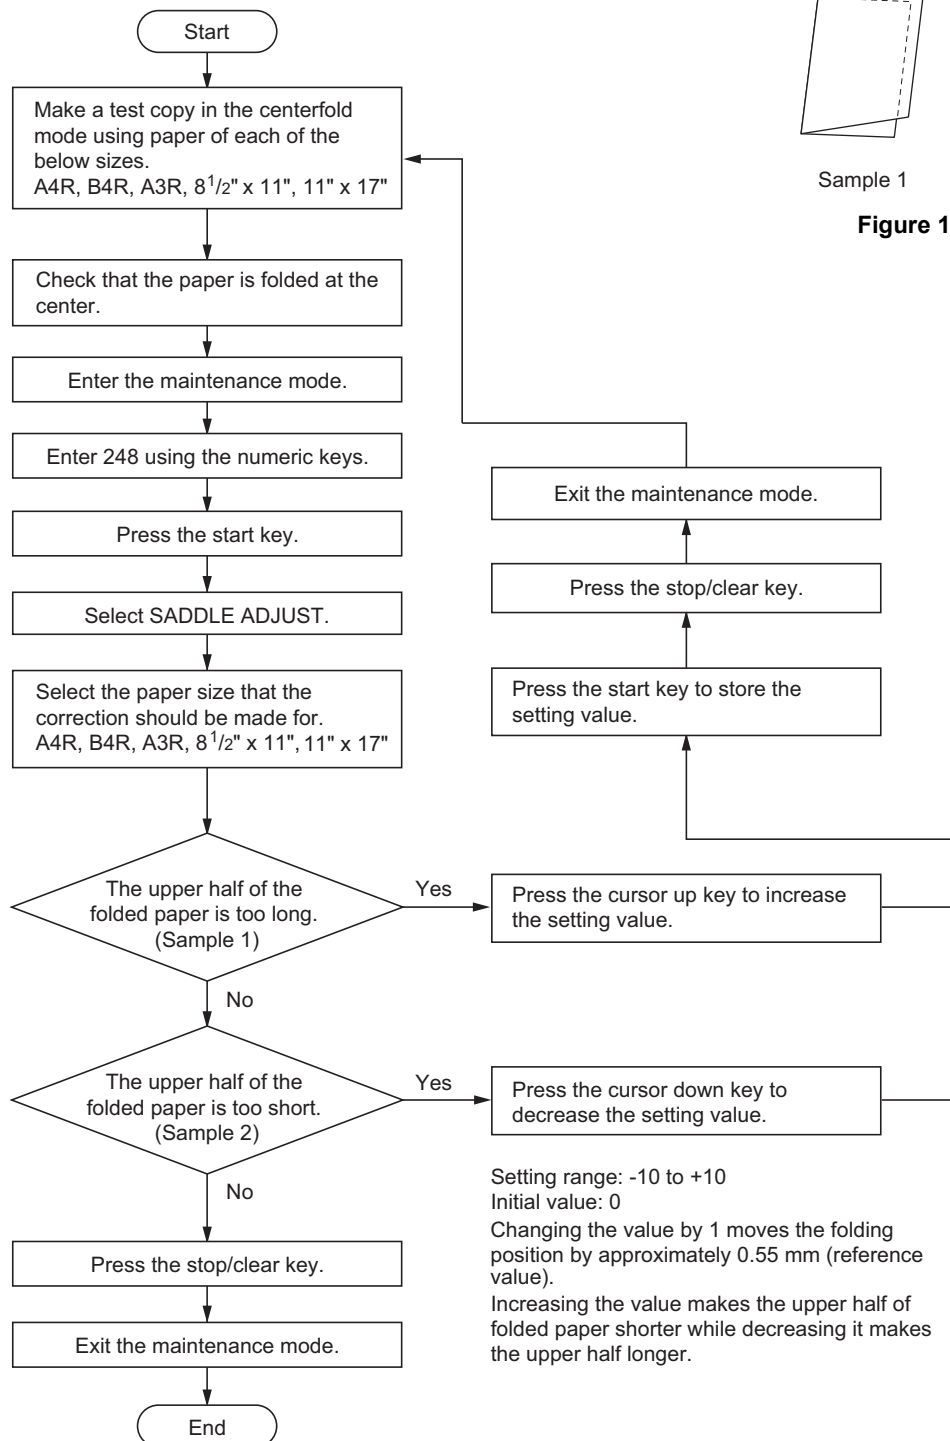 Start
Make a test copy in the centerfold
mode using paper of each of the
below sizes.
A4R, B4R, A3R, 8 1/2" x 11", 11" x 17"
Check that the paper is folded at the
center.
Enter the maintenance mode.
Enter 248 using the numeric keys.
Press the start key.
Select SADDLE ADJUST.
Select the paper size that the
correction should be made for.
A4R, B4R, A3R, 8 1/2" x 11", 11" x 17"
The upper half of the
folded paper is too long.
(Sample 1)
Yes
Press the cursor up key to increase
the setting value.
No
The upper half of the
folded paper is too short.
(Sample 2)
Yes
Press the cursor down key to
decrease the setting value.
No
Press the stop/clear key.
Exit the maintenance mode.
End
Press the start key to store the
setting value.
Press the stop/clear key.
Exit the maintenance mode.
Setting range: -10 to +10
Initial value: 0
Changing the value by 1 moves the folding
position by approximately 0.55 mm (reference
value).
Increasing the value makes the upper half of
folded paper shorter while decreasing it makes
the upper half longer.
Sample 1
Figure 1